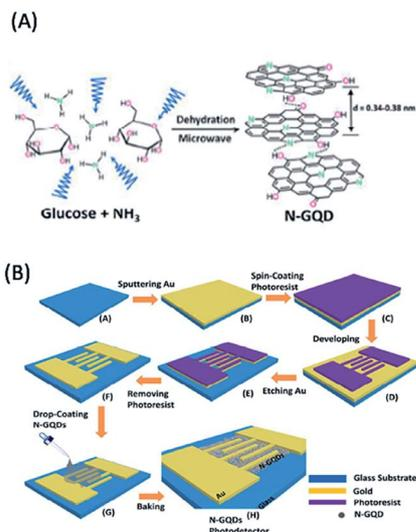 (A)
Dehydration
Microwave
d = 0.34-0.38 nm
Glucose + NH3
N-GQD
(B)
Sputtering Au
Spin-Coating
Photoresist
(A)
(B)
(C)
Developing
(F)
Removing
Photoresist
(E)
Etching Au
(D)
Drop-Coating
N-GQDs
(G)
Baking
Au
N-GQDs
Glass
(H)
N-GQDs
Photodetector
Glass Substrate
Gold
Photoresist
N-GQD